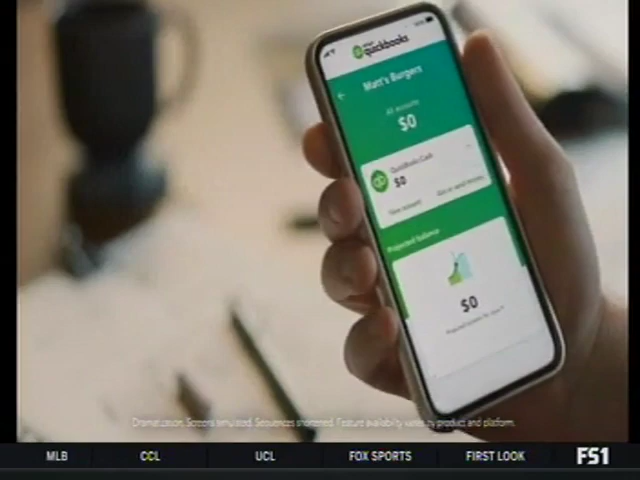 quickbooks
Matt's Burgers
All accounts
$0
QuickBooks Cash
$0
Projected balance
$0
Dramatization. Screens simulated. Sequences shortened. Feature availability varies by product and platform.
MLB CCL UCL FOX SPORTS FIRST LOOK FS1